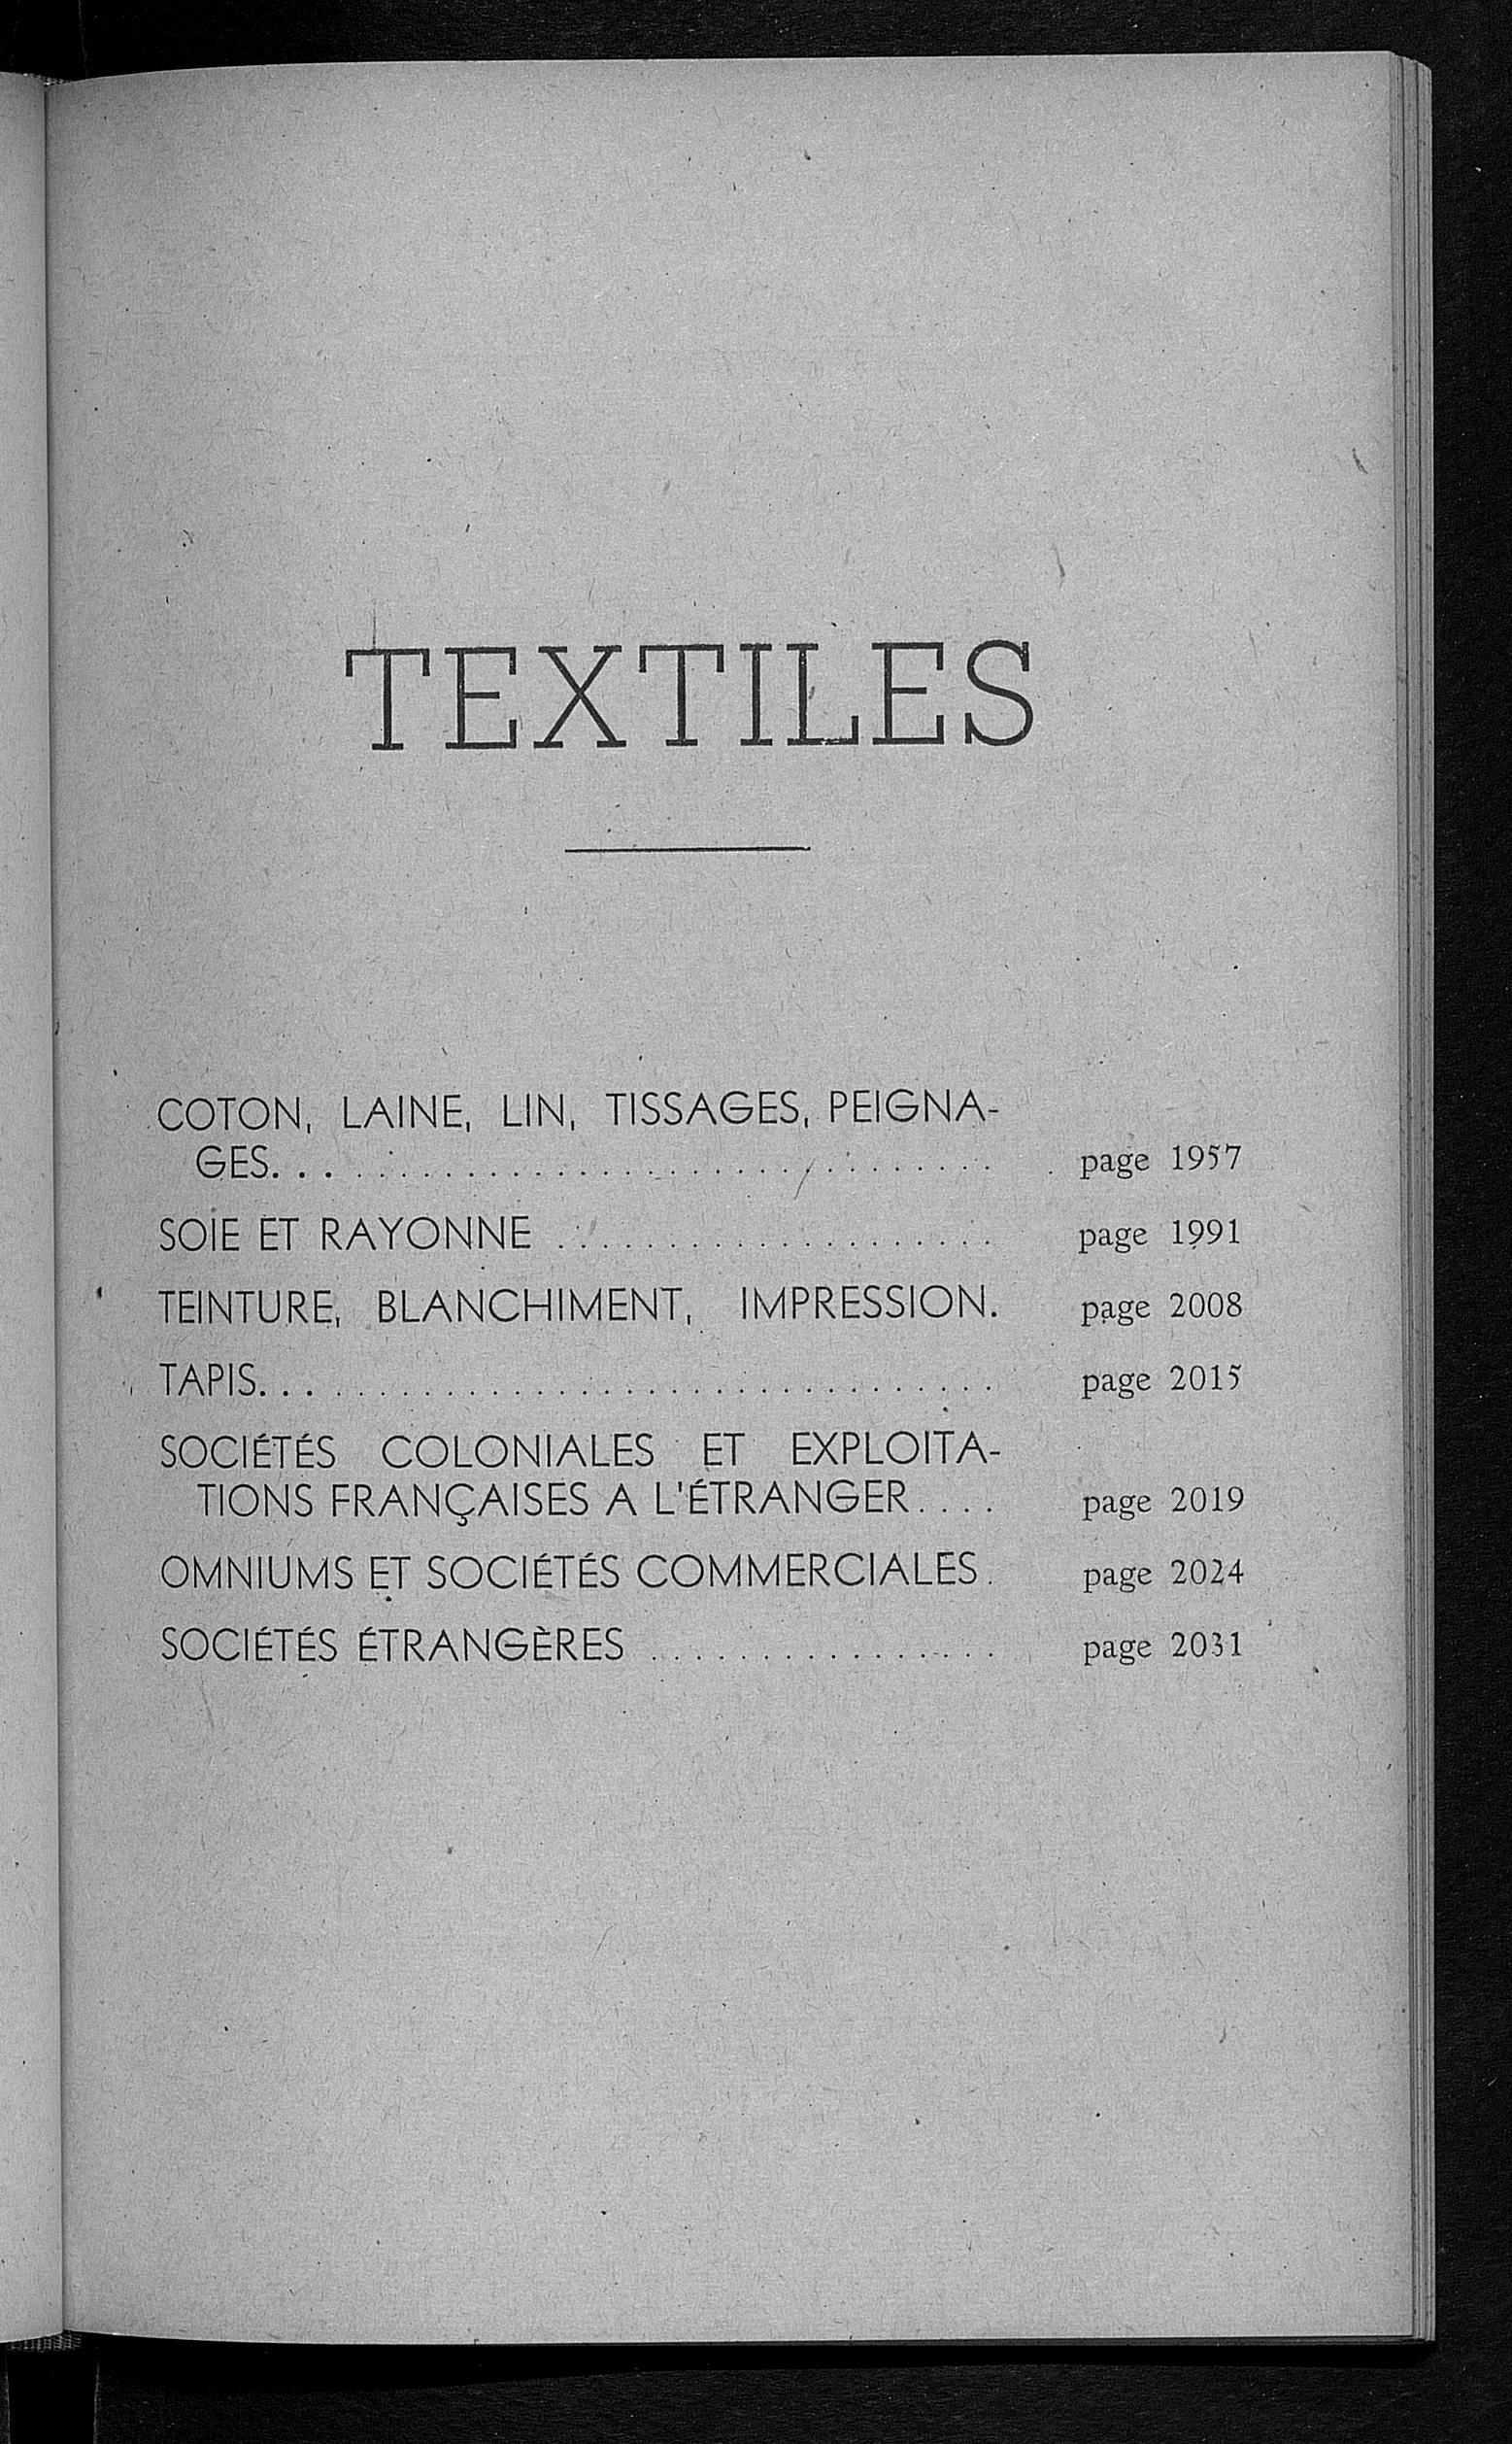 TEXTILES
COTON, LAINE, LIN, TISSAGES, PEIGNA-
GES. . . . . . . . . . . . . . . . . . . . . . . . . . page 1957
SOIE ET RAYONNE . . . . . . . . . . . . . . . . page 1991
TEINTURE, BLANCHIMENT, IMPRESSION. page 2008
TAPIS. . . . . . . . . . . . . . . . . . . . . . . . . . page 2015
SOCIÉTÉS COLONIALES ET EXPLOITA-
TIONS FRANÇAISES A L'ÉTRANGER. . . . page 2019
OMNIUMS ET SOCIÉTÉS COMMERCIALES. page 2024
SOCIÉTÉS ÉTRANGÈRES . . . . . . . . . . . . . page 2031